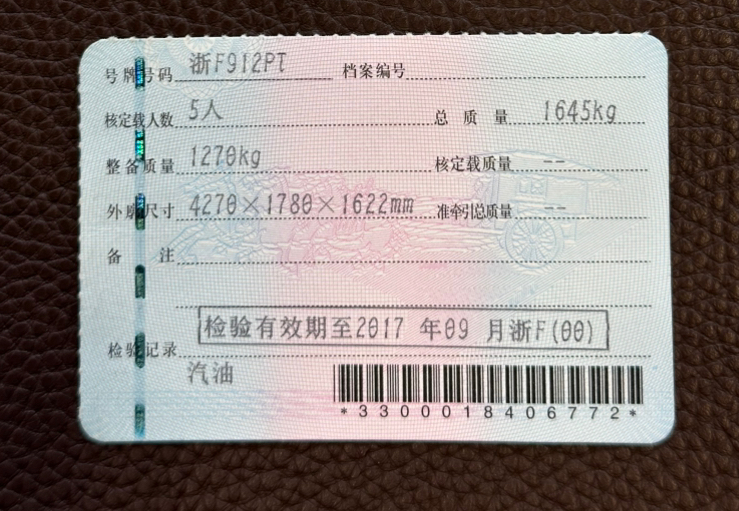 号牌号码 浙F912PT 档案编号
核定载人数 5人 总质量 1645kg
整备质量 1270kg 核定载质量 --
外廓尺寸 4270×1780×1622mm 准牵引总质量 --
备注
检验有效期至2017 年09 月浙F(00)
检验记录
汽油
*3300018406772*